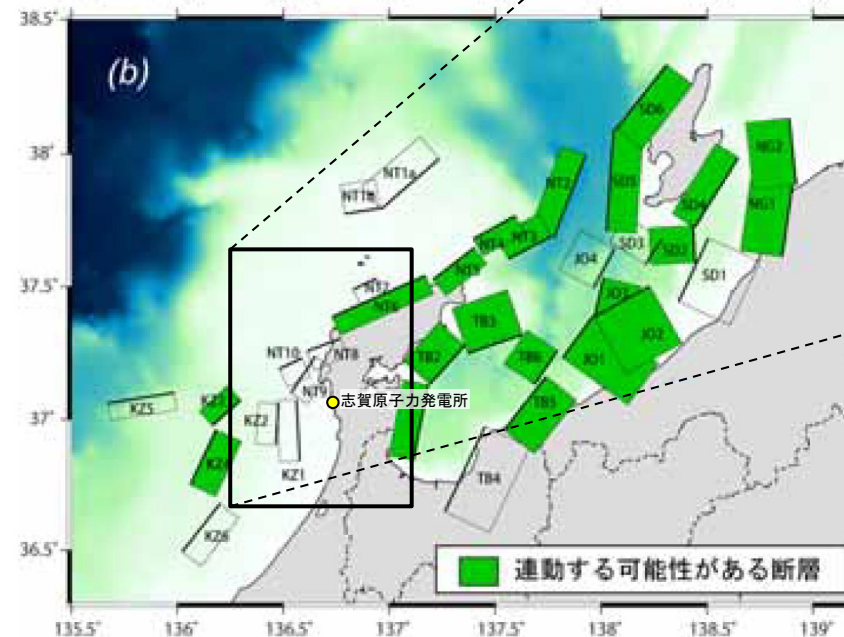 38.5°
(b)
SD6
NT1a
NT1b
NG2
38°
NT2
SD5
SD4
NG1
NT4
NT3
SD3
SD2
JO4
SD1
NT5
37.5°
NT7
NT6
JO3
TB3
JO2
NT10
NT8
TB2
TB6
JO1
NT9
志賀原子力発電所
KZ3
KZ5
37°
KZ2
TB5
KZ4
KZ1
TB4
KZ6
36.5°
連動する可能性がある断層
135.5°
136°
136.5°
137°
137.5°
138°
138.5°
139°